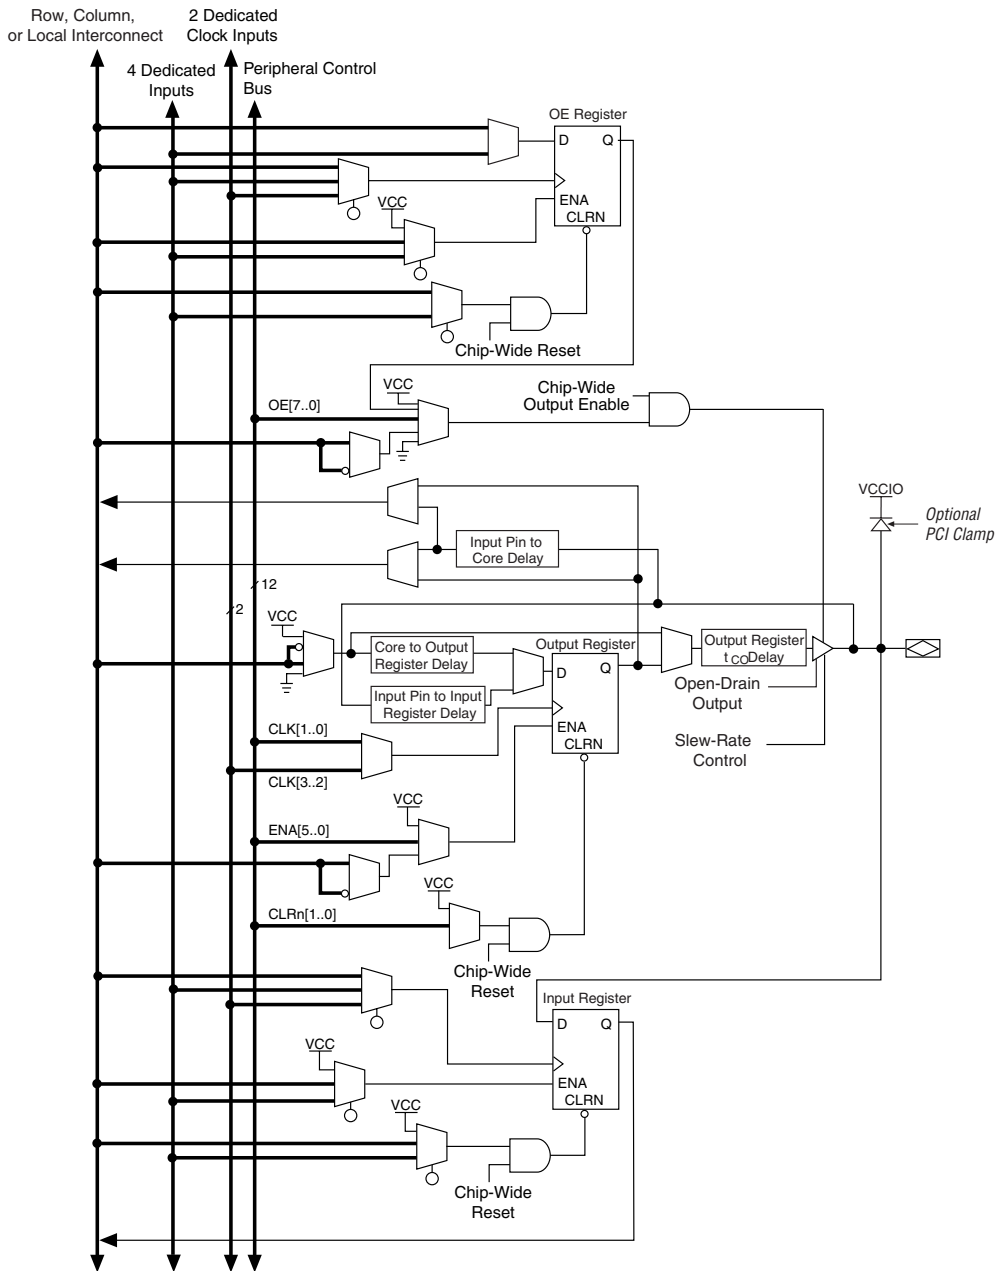 Row, Column,
or Local Interconnect
2 Dedicated
Clock Inputs
4 Dedicated
Inputs
Peripheral Control
Bus
OE Register
D
Q
ENA
CLRN
VCC
Chip-Wide Reset
VCC
OE[7..0]
Chip-Wide
Output Enable
VCCIO
Optional
PCI Clamp
Input Pin to
Core Delay
12
2
VCC
Core to Output
Register Delay
Input Pin to Input
Register Delay
Output Register
D
Q
ENA
CLRN
Output Register
t CO Delay
Open-Drain
Output
Slew-Rate
Control
CLK[1..0]
CLK[3..2]
VCC
ENA[5..0]
VCC
CLRn[1..0]
Chip-Wide
Reset
Input Register
D
Q
ENA
CLRN
VCC
VCC
Chip-Wide
Reset